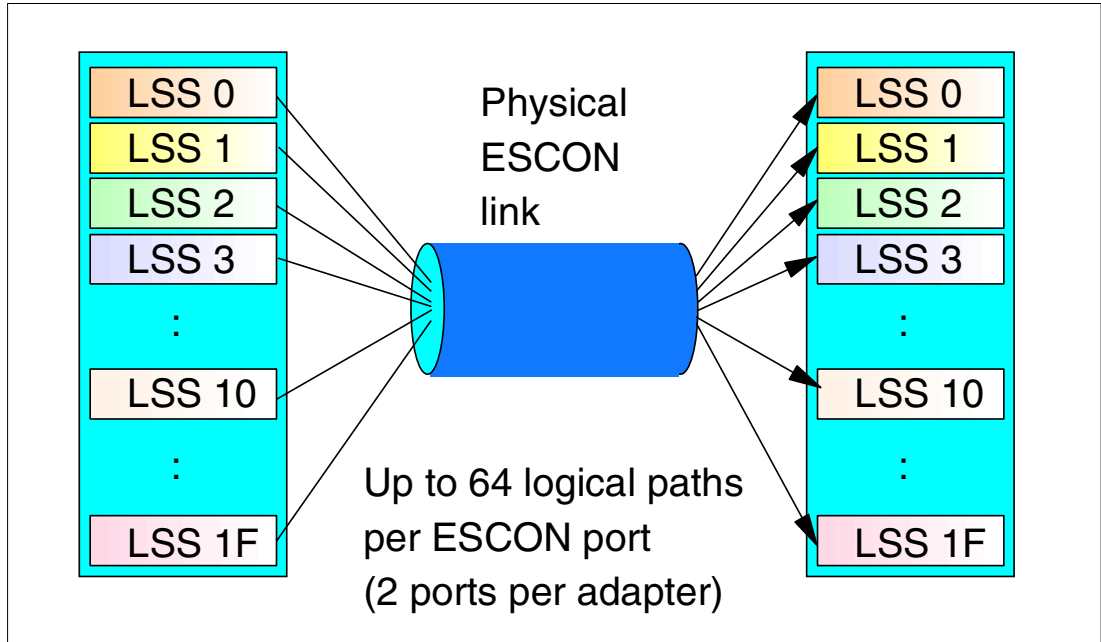 LSS 0
LSS 1
LSS 2
LSS 3
:
LSS 10
:
LSS 1F
Physical
ESCON
link
Up to 64 logical paths
per ESCON port
(2 ports per adapter)
LSS 0
LSS 1
LSS 2
LSS 3
:
LSS 10
:
LSS 1F